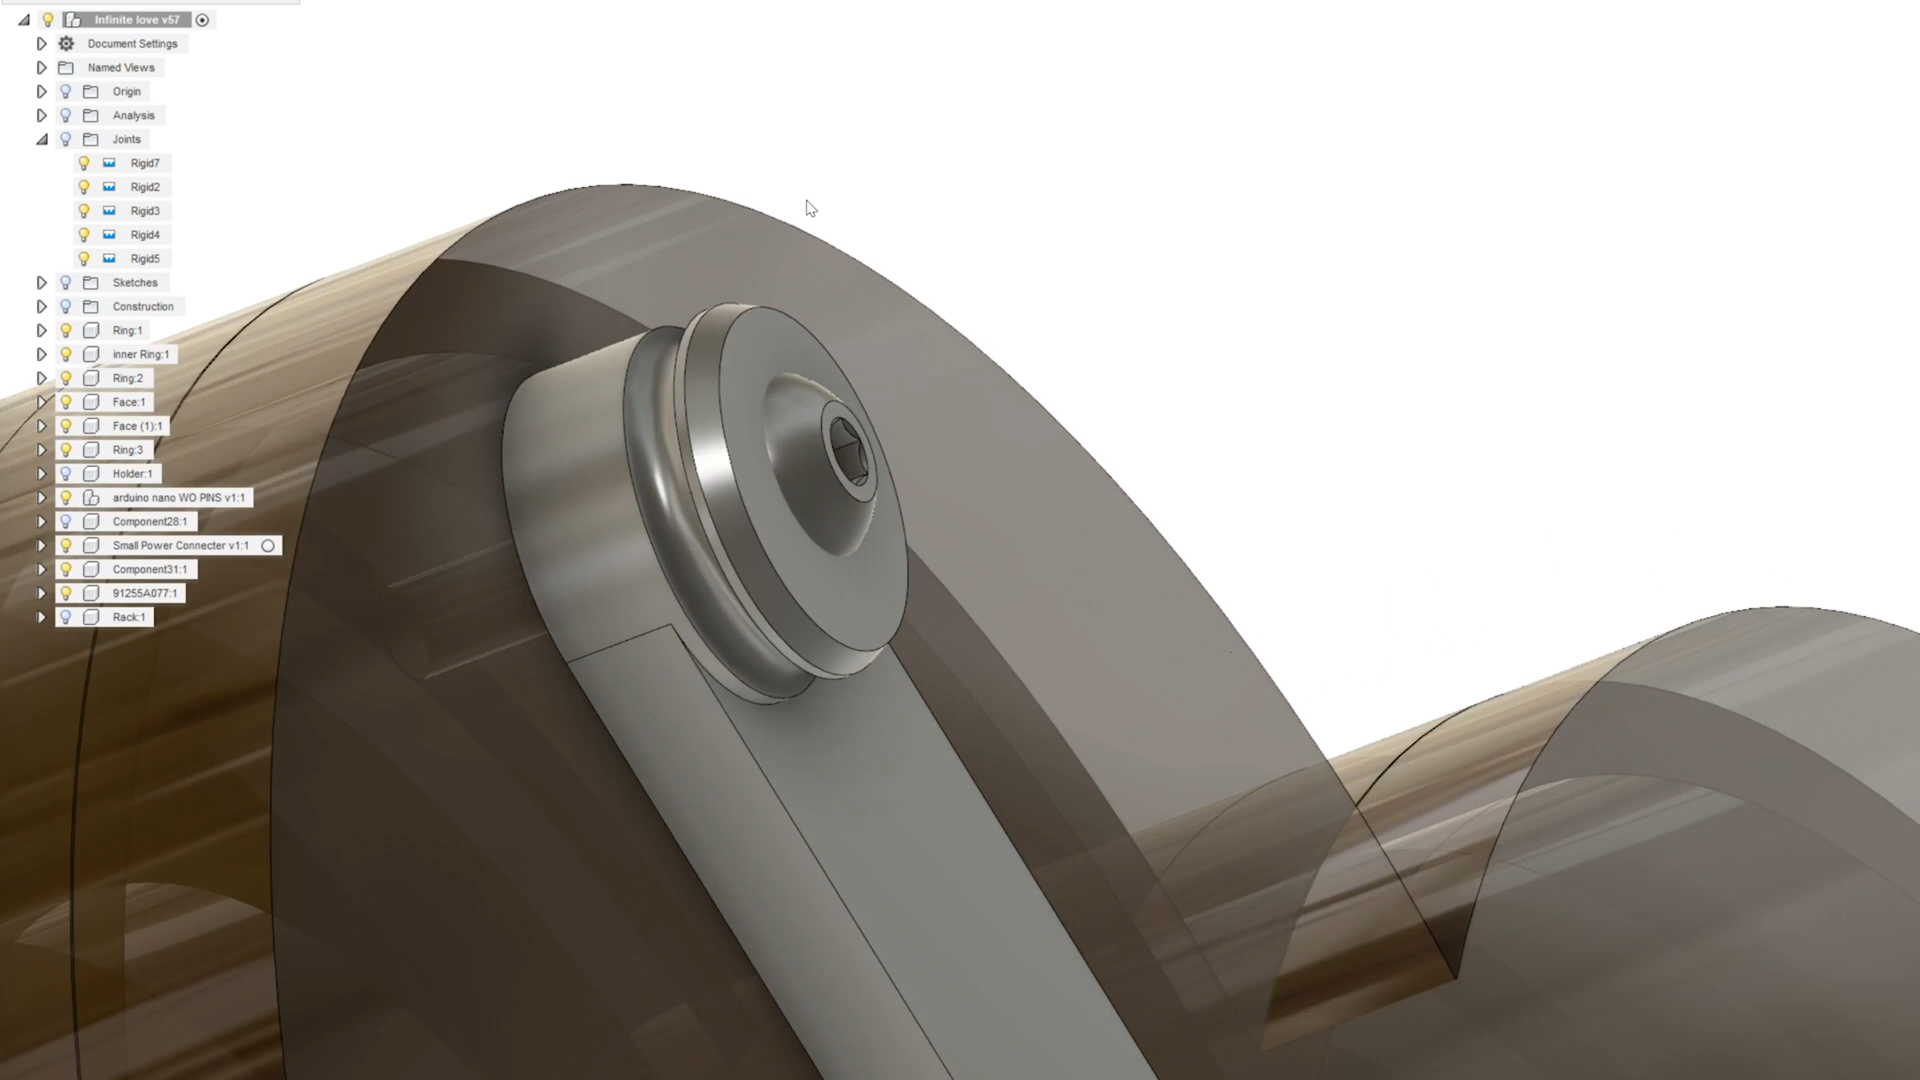 Infinite love v57
Document Settings
Named Views
Origin
Analysis
Joints
Rigid7
Rigid2
Rigid3
Rigid4
Rigid5
Sketches
Construction
Ring:1
inner Ring:1
Ring:2
Face:1
Face (1):1
Ring:3
Holder:1
arduino nano WO PINS v1:1
Component28:1
Small Power Connecter v1:1
Component31:1
91255A077:1
Rack:1